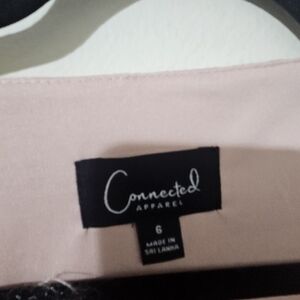 Connected
APPAREL
6
MADE IN
SRI LANKA